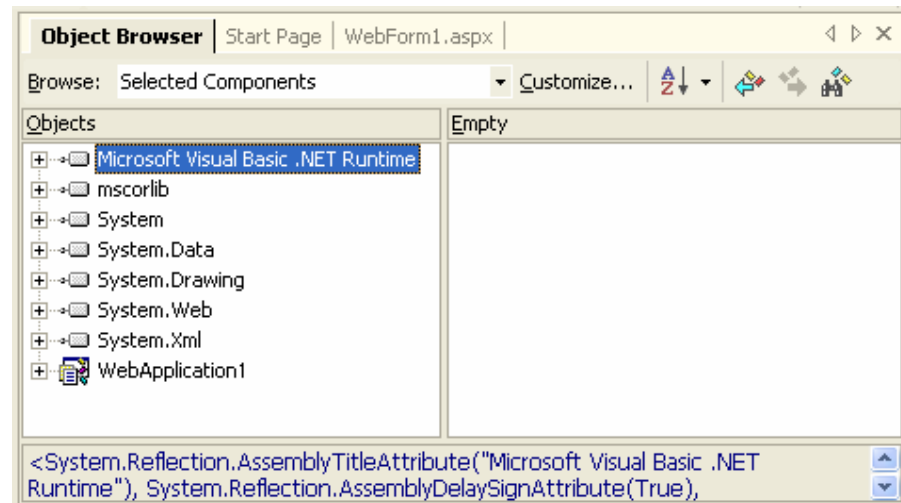 Object Browser | Start Page | WebForm1.aspx |
Browse: Selected Components Customize...
Objects Empty
Microsoft Visual Basic .NET Runtime
mscorlib
System
System.Data
System.Drawing
System.Web
System.Xml
WebApplication1
<System.Reflection.AssemblyTitleAttribute("Microsoft Visual Basic .NET
Runtime"), System.Reflection.AssemblyDelaySignAttribute(True),